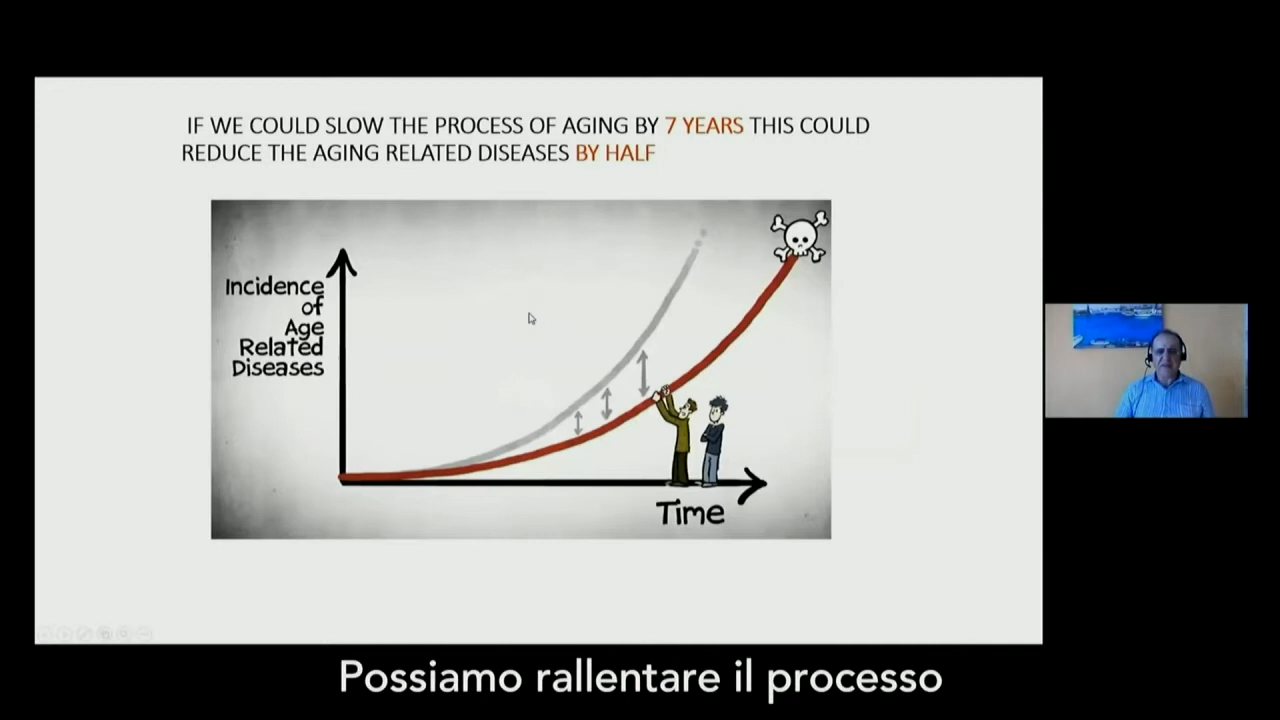 IF WE COULD SLOW THE PROCESS OF AGING BY 7 YEARS THIS COULD
REDUCE THE AGING RELATED DISEASES BY HALF
Incidence
of
Age
Related
Diseases
Time
Possiamo rallentare il processo